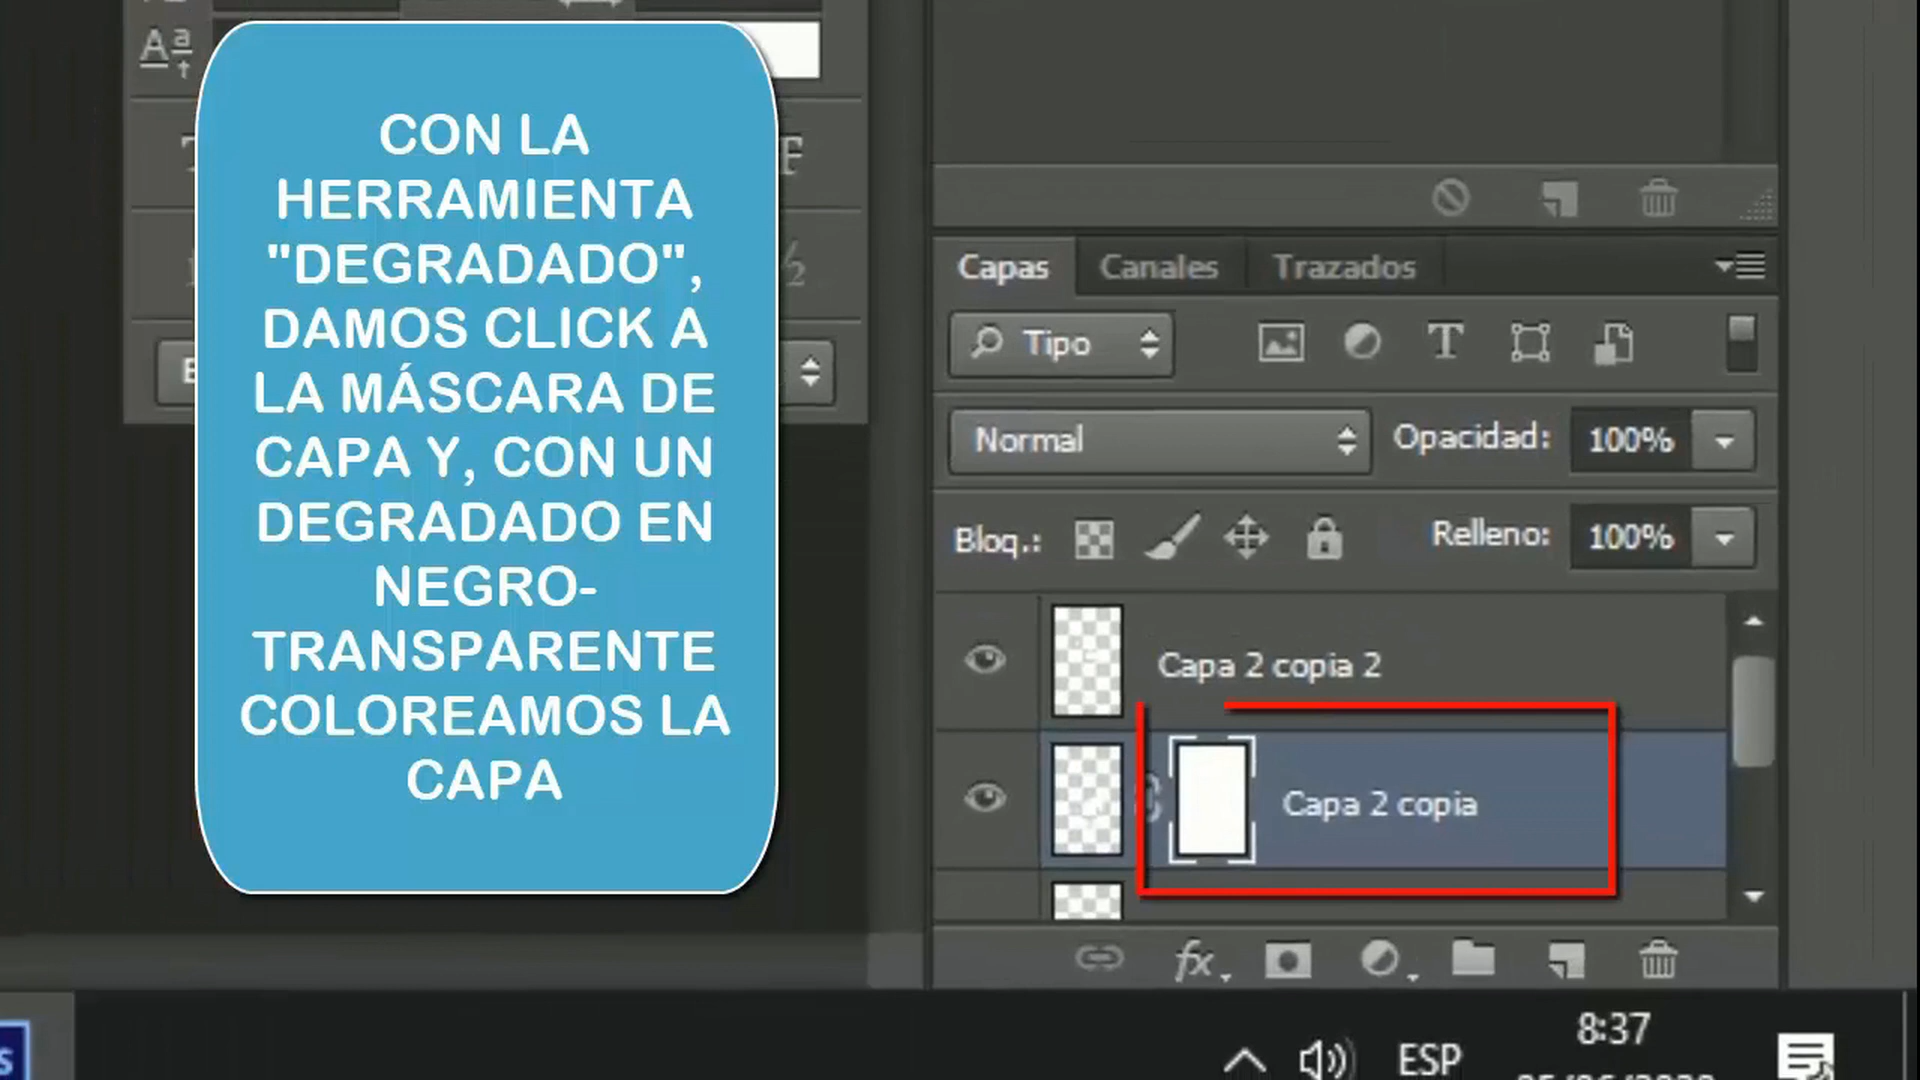 CON LA
HERRAMIENTA
"DEGRADADO",
DAMOS CLICK A
LA MÁSCARA DE
CAPA Y, CON UN
DEGRADADO EN
NEGRO-
TRANSPARENTE
COLOREAMOS LA
CAPA
Capas Canales Trazados
Tipo
Normal Opacidad: 100%
Bloq.: Relleno: 100%
Capa 2 copia 2
Capa 2 copia
fx
8:37
ESP